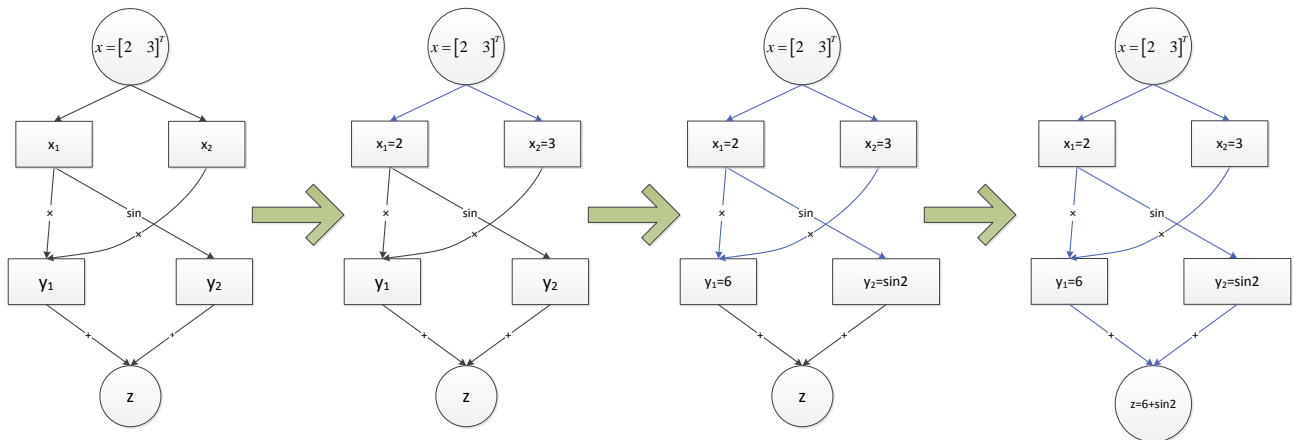 x = [2 3]ᵀ x = [2 3]ᵀ x = [2 3]ᵀ x = [2 3]ᵀ
x₁ x₂ x₁=2 x₂=3 x₁=2 x₂=3 x₁=2 x₂=3
× sin × sin × sin × sin
× × × ×
y₁ y₂ y₁ y₂ y₁=6 y₂=sin2 y₁=6 y₂=sin2
+ + + + + + + +
z z z z=6+sin2